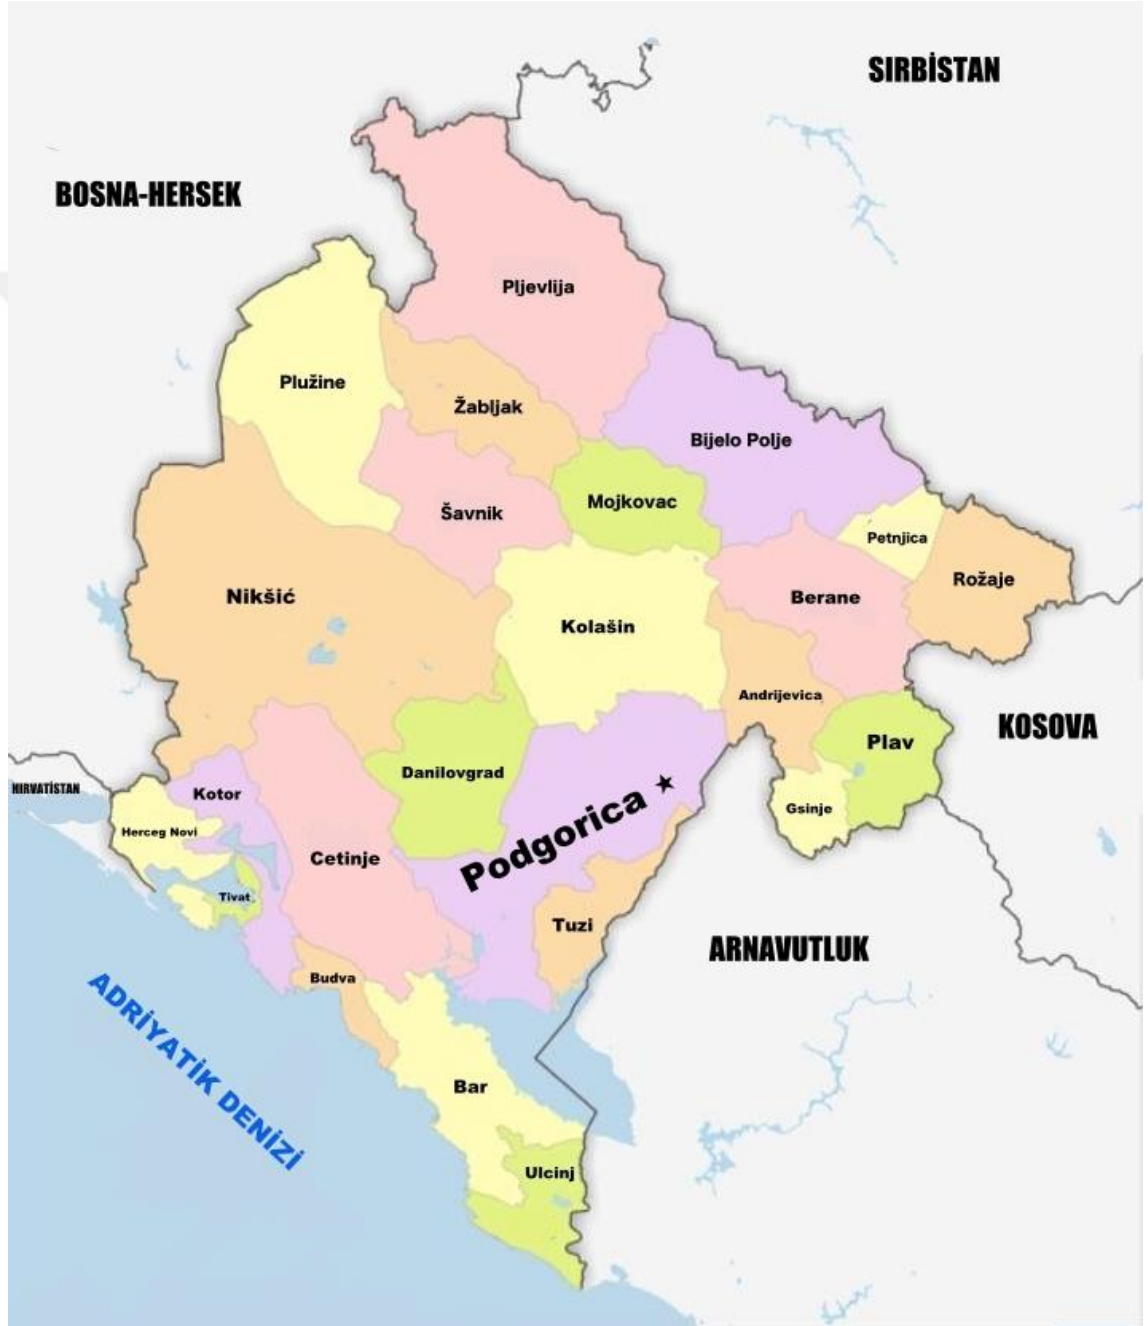 SIRBİSTAN
BOSNA-HERSEK
Pljevlija
Plužine
Žabljak
Bijelo Polje
Mojkovac
Šavnik
Petnjica
Rožaje
Nikšić
Berane
Kolašin
Andrijevica
KOSOVA
Plav
Danilovgrad
HIRVATİSTAN
Kotor
Gsinje
Podgorica
Herceg Novi
Cetinje
Tivat
Tuzi
ARNAVUTLUK
Budva
ADRİYATİK DENİZİ
Bar
Ulcinj